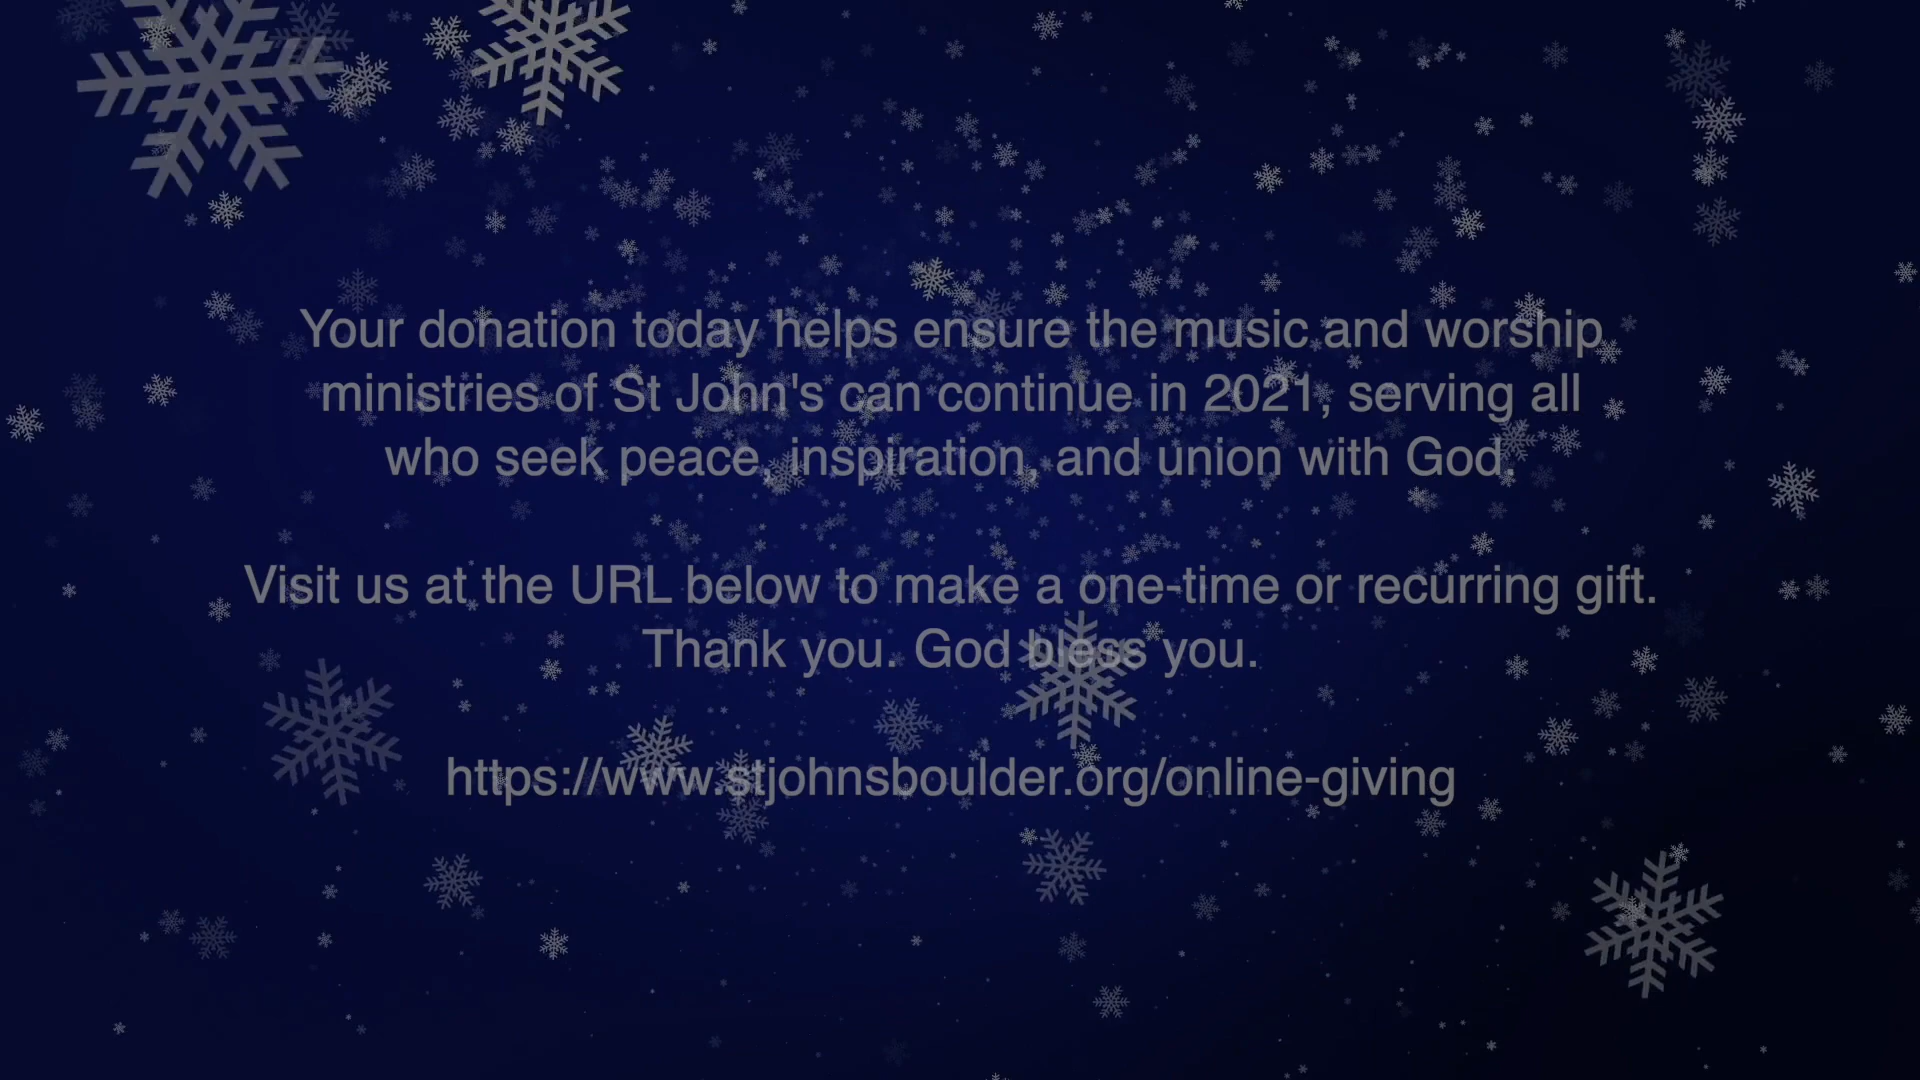 Your donation today helps ensure the music and worship
ministries of St John's can continue in 2021, serving all
who seek peace, inspiration, and union with God.
Visit us at the URL below to make a one-time or recurring gift.
Thank you. God bless you.
https://www.stjohnsboulder.org/online-giving